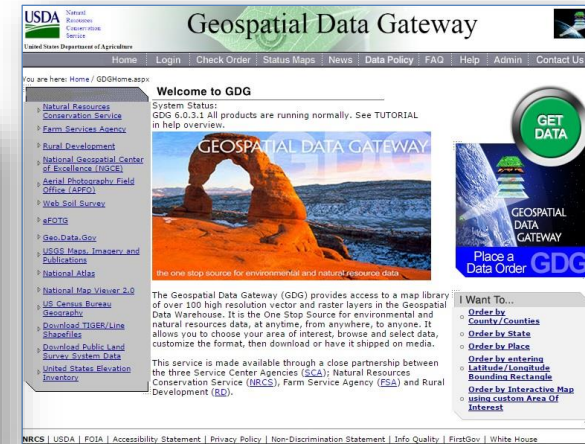 USDA Natural
Resources
Conservation
Service
United States Department of Agriculture
Geospatial Data Gateway
Home Login Check Order Status Maps News Data Policy FAQ Help Admin Contact Us
You are here: Home / GDGHome.aspx
Natural Resources
Conservation Service
Farm Services Agency
Rural Development
National Geospatial Center
of Excellence (NGCE)
Aerial Photography Field
Office (APFO)
Web Soil Survey
eFOTG
Geo.Data.Gov
USGS Maps, Imagery and
Publications
National Atlas
National Map Viewer 2.0
US Census Bureau
Geography
Download TIGER/Line
Shapefiles
Download Public Land
Survey System Data
United States Elevation
Inventory
Welcome to GDG
System Status:
GDG 6.0.3.1 All products are running normally. See TUTORIAL
in help overview.
GEOSPATIAL DATA GATEWAY
the one stop source for environmental and natural resource data
The Geospatial Data Gateway (GDG) provides access to a map library
of over 100 high resolution vector and raster layers in the Geospatial
Data Warehouse. It is the One Stop Source for environmental and
natural resources data, at anytime, from anywhere, to anyone. It
allows you to choose your area of interest, browse and select data,
customize the format, then download or have it shipped on media.
This service is made available through a close partnership between
the three Service Center Agencies (SCA); Natural Resources
Conservation Service (NRCS), Farm Service Agency (FSA) and Rural
Development (RD).
GET
DATA
GEOSPATIAL
DATA
GATEWAY
Place a
Data Order GDG
I Want To...
Order by
County/Counties
Order by State
Order by Place
Order by entering
Latitude/Longitude
Bounding Rectangle
Order by Interactive Map
using custom Area Of
Interest
NRCS | USDA | FOIA | Accessibility Statement | Privacy Policy | Non-Discrimination Statement | Info Quality | FirstGov | White House